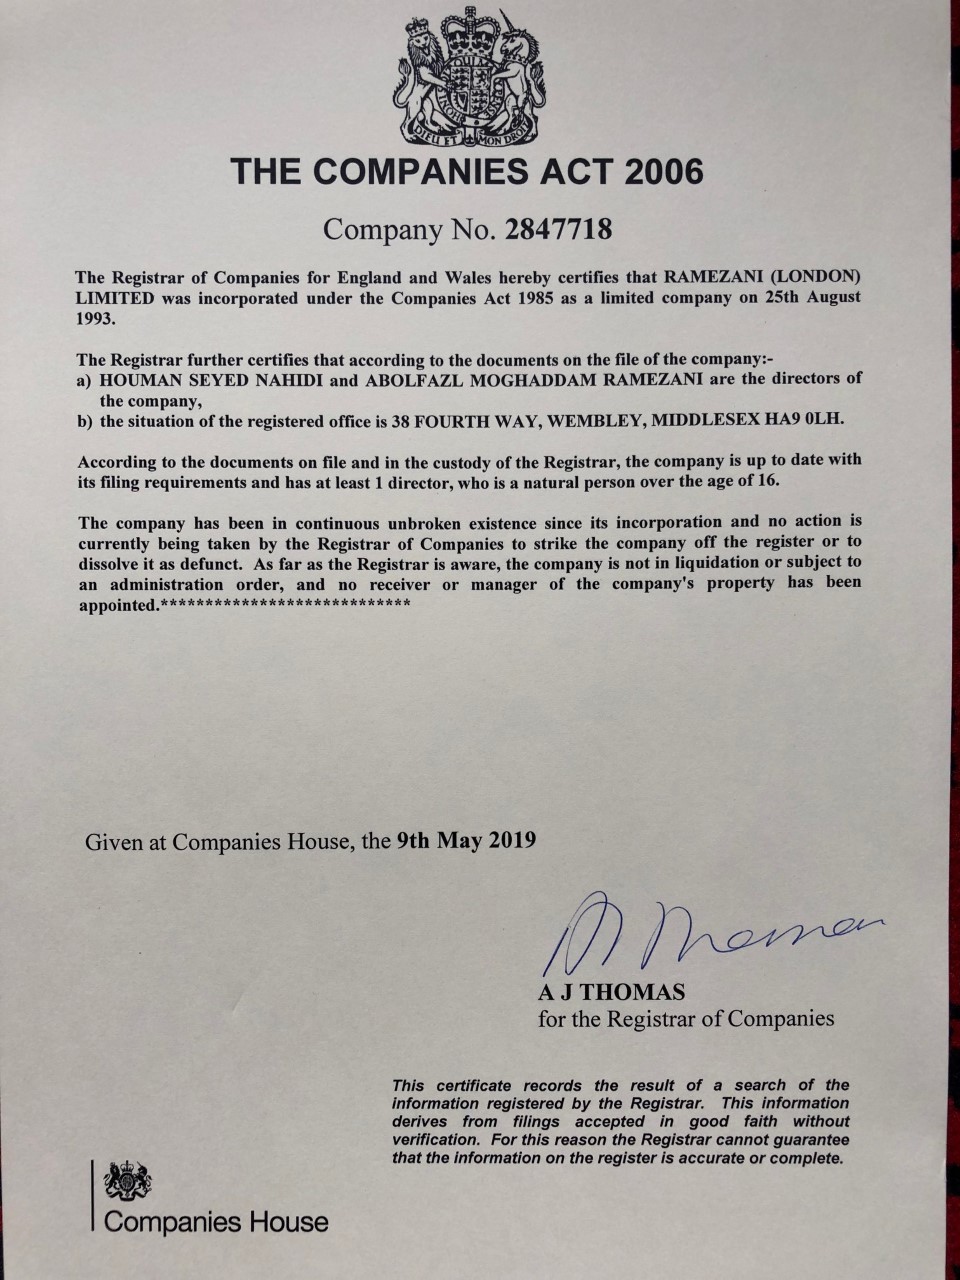 DIEU ET MON DROIT
THE COMPANIES ACT 2006
Company No. 2847718
The Registrar of Companies for England and Wales hereby certifies that RAMEZANI (LONDON)
LIMITED was incorporated under the Companies Act 1985 as a limited company on 25th August
1993.
The Registrar further certifies that according to the documents on the file of the company:-
a) HOUMAN SEYED NAHIDI and ABOLFAZL MOGHADDAM RAMEZANI are the directors of
the company,
b) the situation of the registered office is 38 FOURTH WAY, WEMBLEY, MIDDLESEX HA9 0LH.
According to the documents on file and in the custody of the Registrar, the company is up to date with
its filing requirements and has at least 1 director, who is a natural person over the age of 16.
The company has been in continuous unbroken existence since its incorporation and no action is
currently being taken by the Registrar of Companies to strike the company off the register or to
dissolve it as defunct. As far as the Registrar is aware, the company is not in liquidation or subject to
an administration order, and no receiver or manager of the company's property has been
appointed.****************************
Given at Companies House, the 9th May 2019
A J THOMAS
for the Registrar of Companies
This certificate records the result of a search of the
information registered by the Registrar. This information
derives from filings accepted in good faith without
verification. For this reason the Registrar cannot guarantee
that the information on the register is accurate or complete.
Companies House